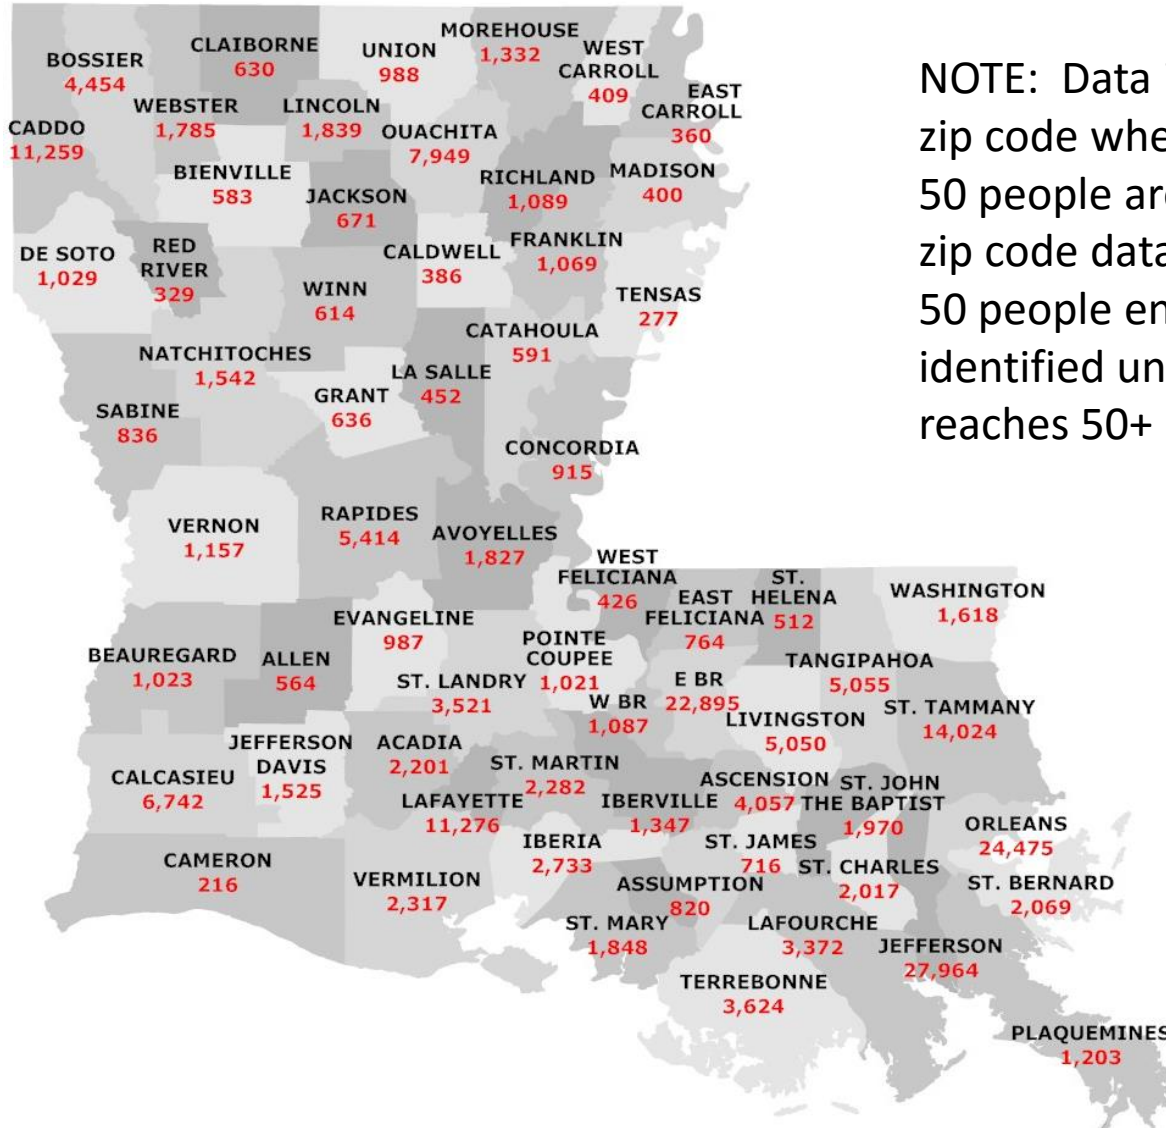 MOREHOUSE
1,332
CLAIBORNE
630
UNION
988
WEST
CARROLL
409
BOSSIER
4,454
EAST
CARROLL
360
WEBSTER
1,785
LINCOLN
1,839
CADDO
11,259
OUACHITA
7,949
BIENVILLE
583
JACKSON
671
RICHLAND
1,089
MADISON
400
DE SOTO
1,029
RED
RIVER
329
CALDWELL
386
FRANKLIN
1,069
WINN
614
TENSAS
277
CATAHOULA
591
NATCHITOCHES
1,542
LA SALLE
452
GRANT
636
SABINE
836
CONCORDIA
915
VERNON
1,157
RAPIDES
5,414
AVOYELLES
1,827
WEST
FELICIANA
426
EAST
FELICIANA
764
ST.
HELENA
512
WASHINGTON
1,618
EVANGELINE
987
POINTE
COUPEE
1,021
BEAUREGARD
1,023
ALLEN
564
ST. LANDRY
3,521
E BR
22,895
TANGIPAHOA
5,055
W BR
1,087
LIVINGSTON
5,050
ST. TAMMANY
14,024
JEFFERSON
DAVIS
1,525
ACADIA
2,201
ST. MARTIN
2,282
CALCASIEU
6,742
LAFAYETTE
11,276
IBERVILLE
1,347
ASCENSION
4,057
ST. JOHN
THE BAPTIST
1,970
ORLEANS
24,475
IBERIA
2,733
ST. JAMES
716
CAMERON
216
VERMILION
2,317
ST. CHARLES
2,017
ASSUMPTION
820
ST. BERNARD
2,069
ST. MARY
1,848
LAFOURCHE
3,372
JEFFERSON
27,964
TERREBONNE
3,624
PLAQUEMINES
1,203
NOTE: Data
zip code
50 people
zip code data
50 people
identified
reaches 50+